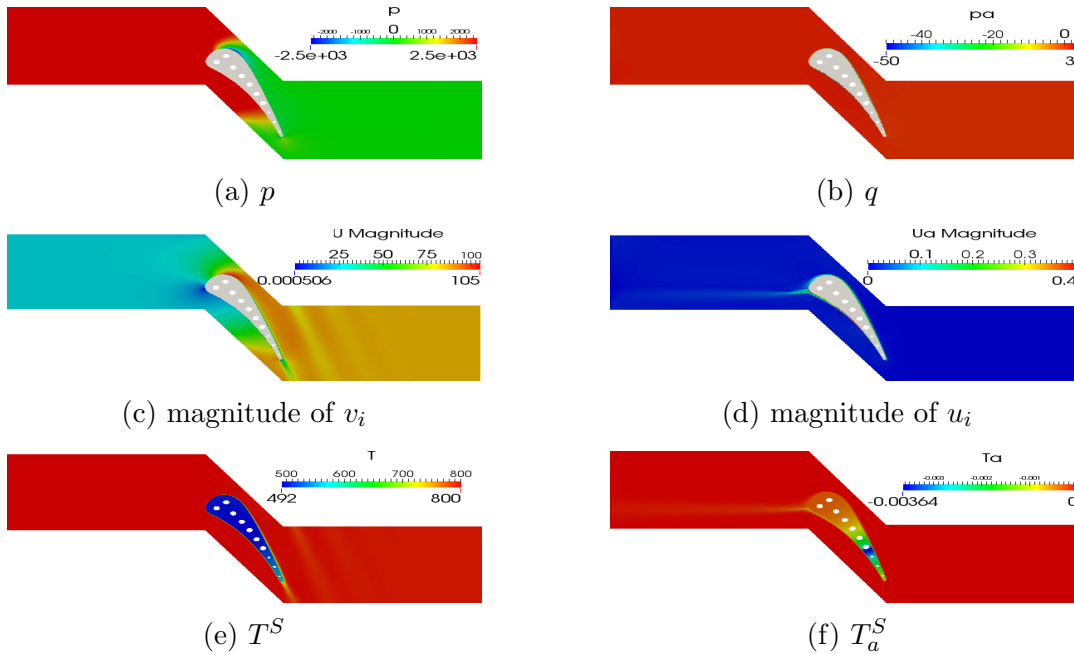 p
-2000 -1000 0 1000 2000
-2.5e+03 2.5e+03
(a) p
pa
-40 -20 0
-50 3
(b) q
U Magnitude
25 50 75 100
0.000506 105
(c) magnitude of v_i
Ua Magnitude
0.1 0.2 0.3
0 0.4
(d) magnitude of u_i
T
500 600 700 800
492 800
(e) T^S
Ta
-0.003 -0.002 -0.001 0
-0.00364 0
(f) T_a^S